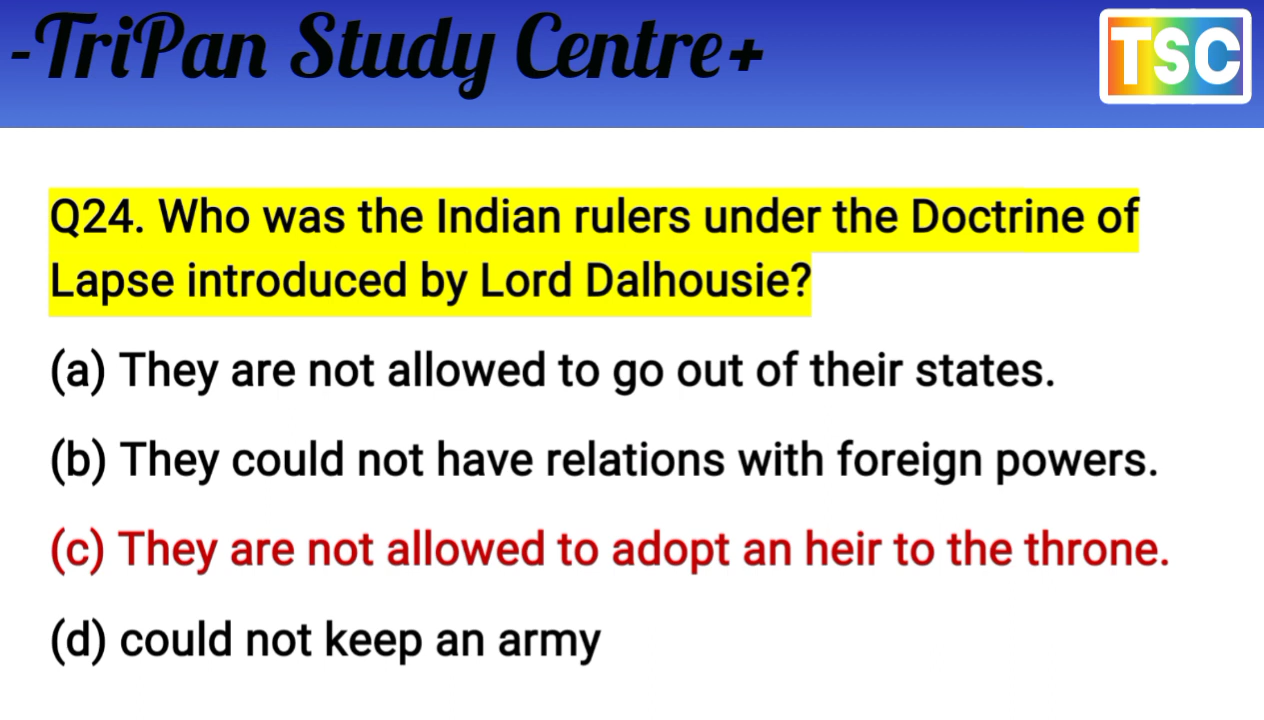 -TriPan Study Centre+
TSC
Q24. Who was the Indian rulers under the Doctrine of
Lapse introduced by Lord Dalhousie?
(a) They are not allowed to go out of their states.
(b) They could not have relations with foreign powers.
(c) They are not allowed to adopt an heir to the throne.
(d) could not keep an army